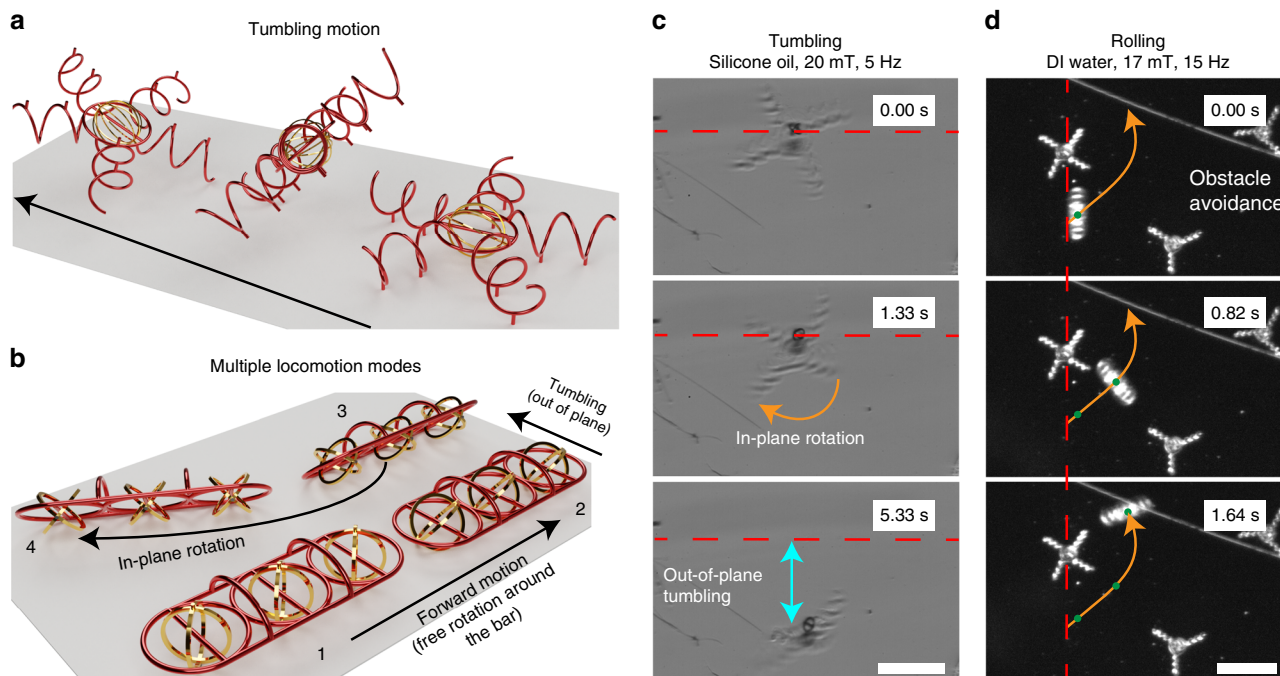 a
Tumbling motion
b
Multiple locomotion modes
Tumbling
(out of plane)
3
2
4
In-plane rotation
Forward motion
(free rotation around
the bar)
1
c
Tumbling
Silicone oil, 20 mT, 5 Hz
0.00 s
1.33 s
In-plane rotation
5.33 s
Out-of-plane
tumbling
d
Rolling
DI water, 17 mT, 15 Hz
0.00 s
Obstacle
avoidance
0.82 s
1.64 s